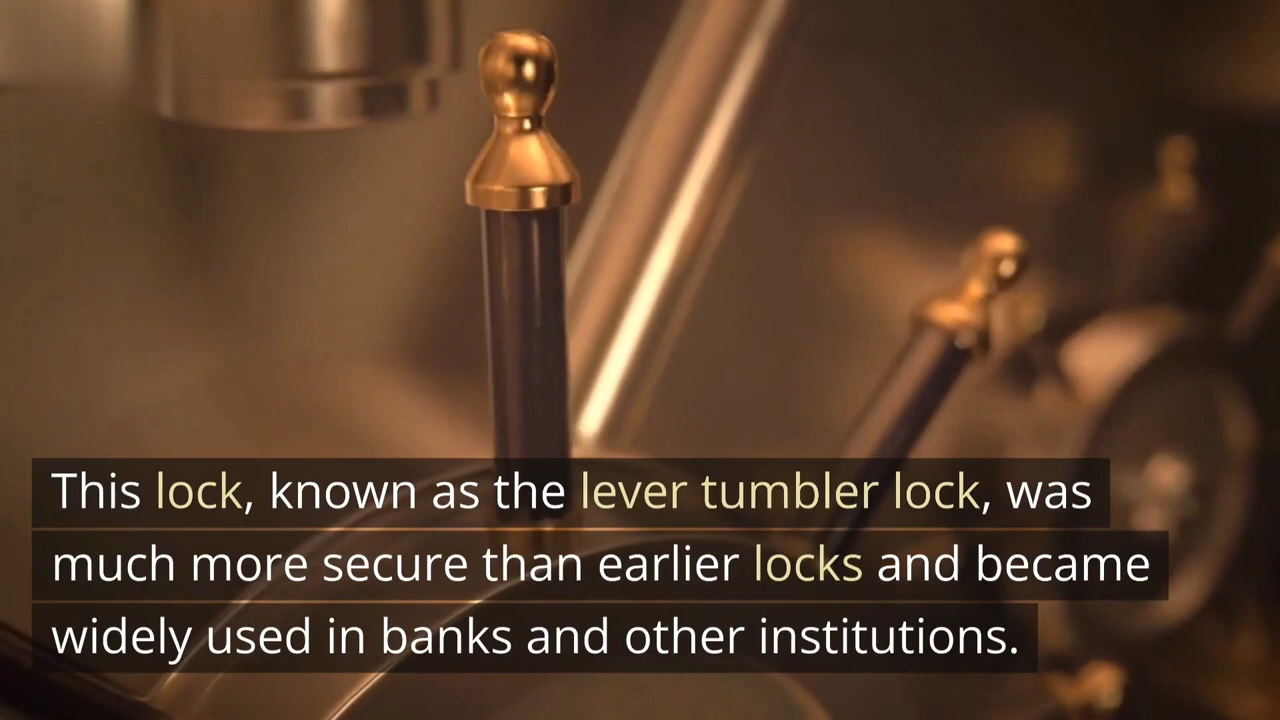 This lock, known as the lever tumbler lock, was
much more secure than earlier locks and became
widely used in banks and other institutions.